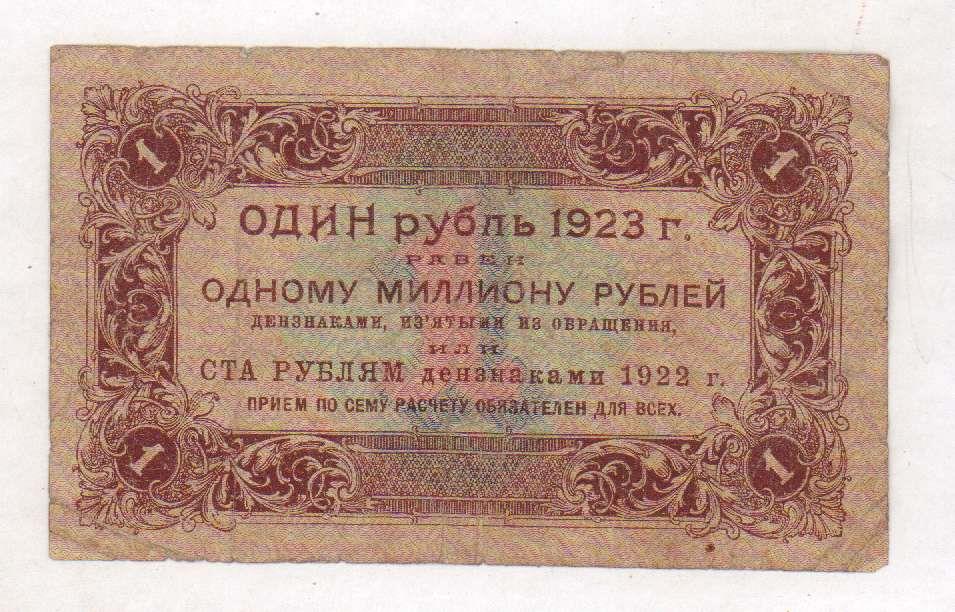 1 1
ОДИН рубль 1923 г.
РАВЕН
ОДНОМУ МИЛЛИОНУ РУБЛЕЙ
ДЕНЗНАКАМИ, ИЗ'ЯТЫМИ ИЗ ОБРАЩЕНИЯ,
ИЛИ
СТА РУБЛЯМ дензнаками 1922 г.
ПРИЕМ ПО СЕМУ РАСЧЕТУ ОБЯЗАТЕЛЕН ДЛЯ ВСЕХ.
1 1